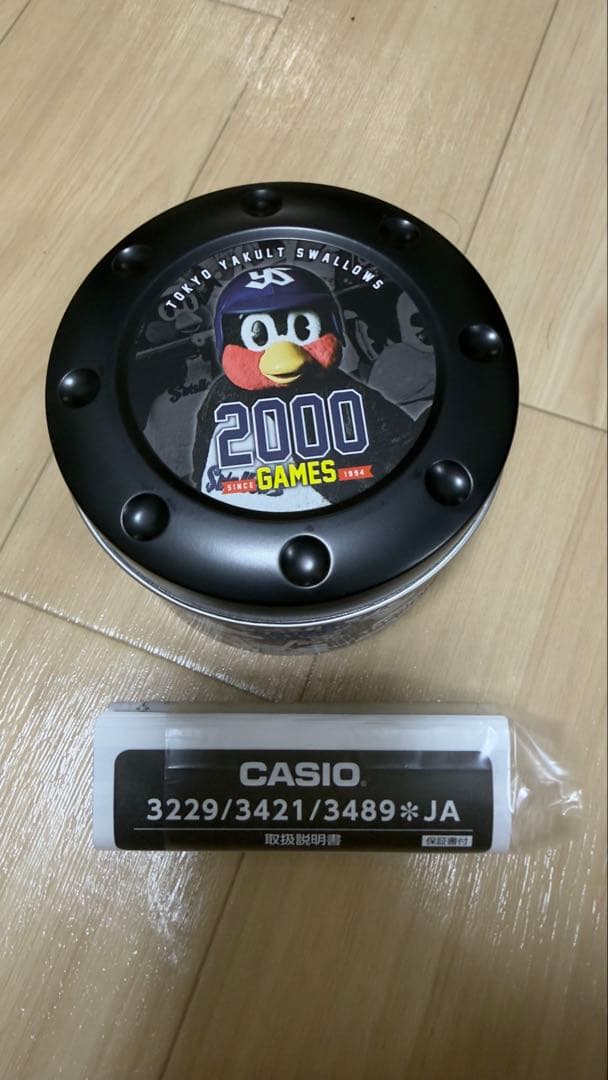 TOKYO YAKULT SWALLOWS
YS
2000
SINCE GAMES 1994
CASIO®
3229/3421/3489*JA
取扱説明書
保証書付